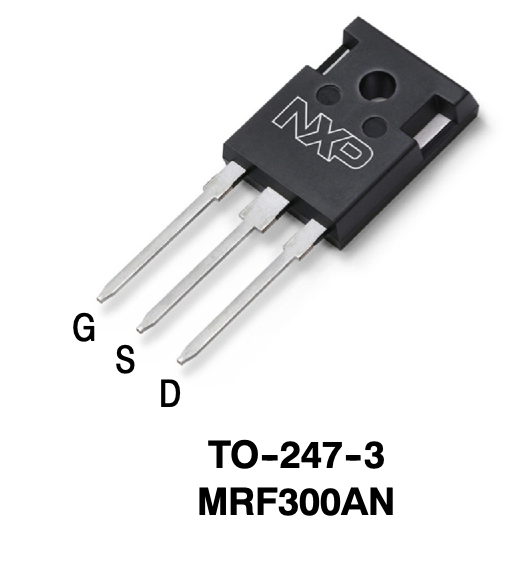 NXP
G
S
D
TO-247-3
MRF300AN